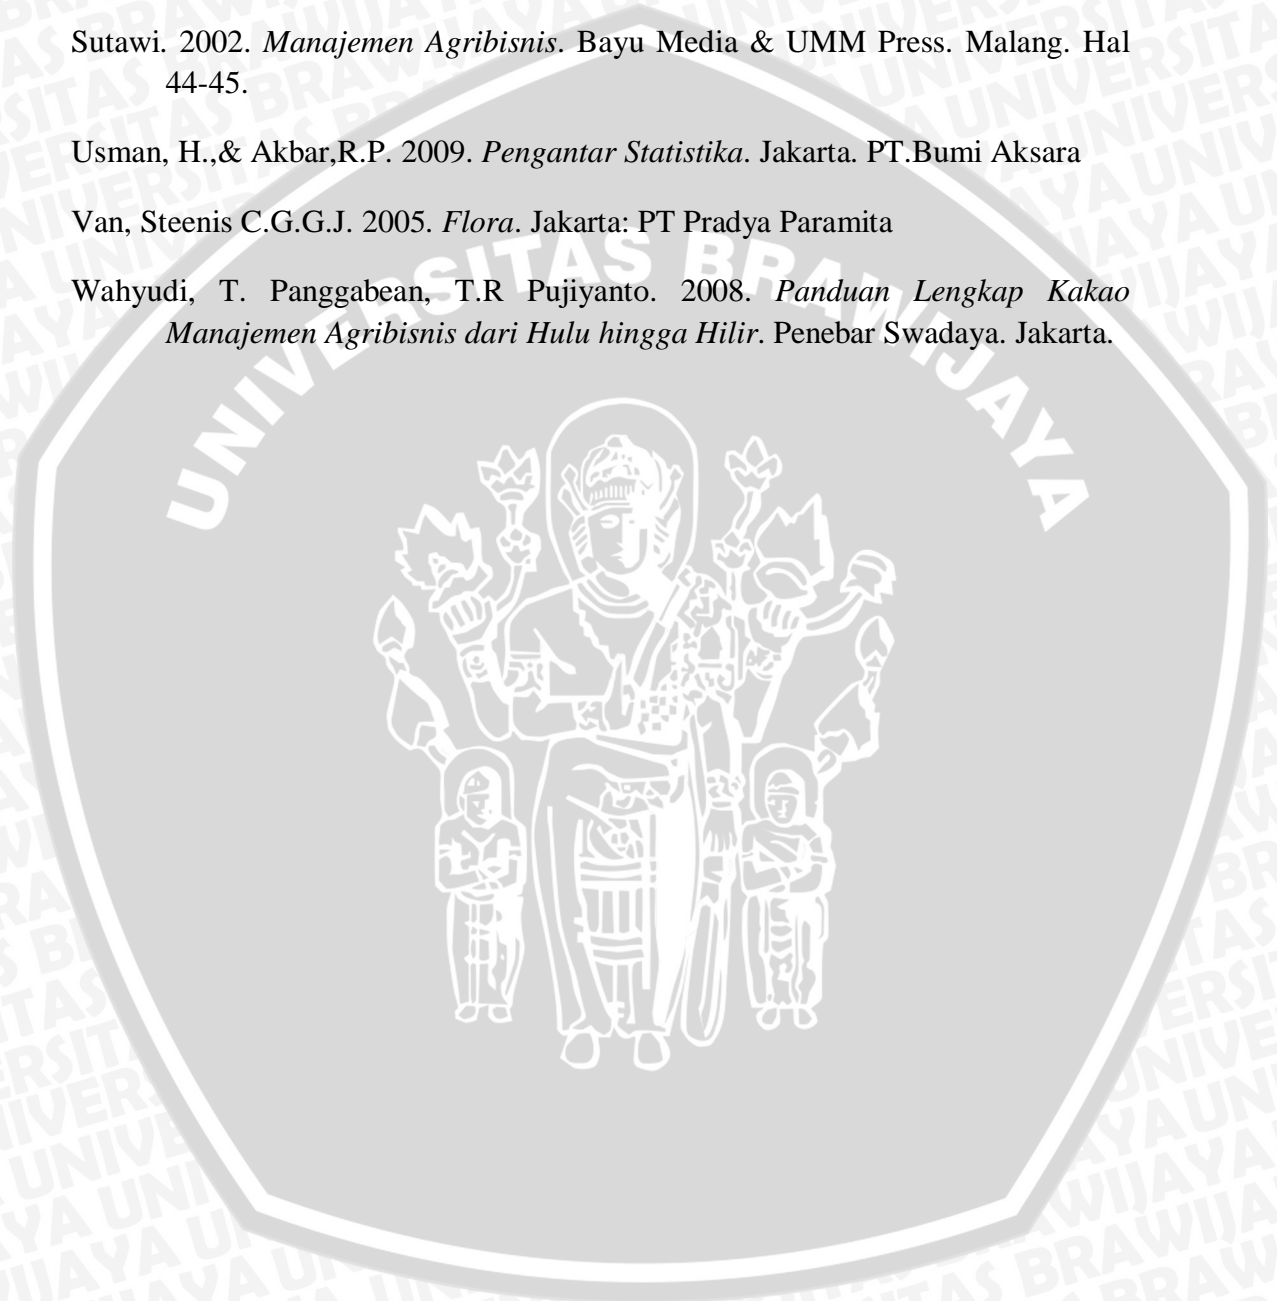 Sutawi. 2002. Manajemen Agribisnis. Bayu Media & UMM Press. Malang. Hal
44-45.
Usman, H.,& Akbar,R.P. 2009. Pengantar Statistika. Jakarta. PT.Bumi Aksara
Van, Steenis C.G.G.J. 2005. Flora. Jakarta: PT Pradya Paramita
Wahyudi, T. Panggabean, T.R Pujiyanto. 2008. Panduan Lengkap Kakao
Manajemen Agribisnis dari Hulu hingga Hilir. Penebar Swadaya. Jakarta.
UNIVERSITAS BRAWIJAYA